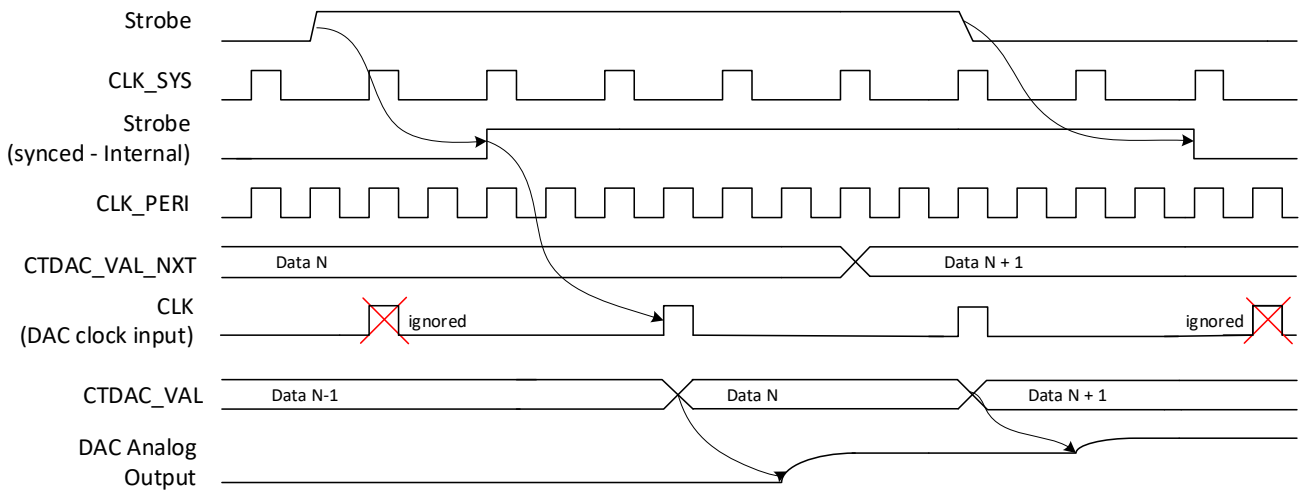 Strobe
CLK_SYS
Strobe
(synced - Internal)
CLK_PERI
CTDAC_VAL_NXT
Data N
Data N + 1
CLK
(DAC clock input)
ignored
ignored
CTDAC_VAL
Data N-1
Data N
Data N + 1
DAC Analog
Output